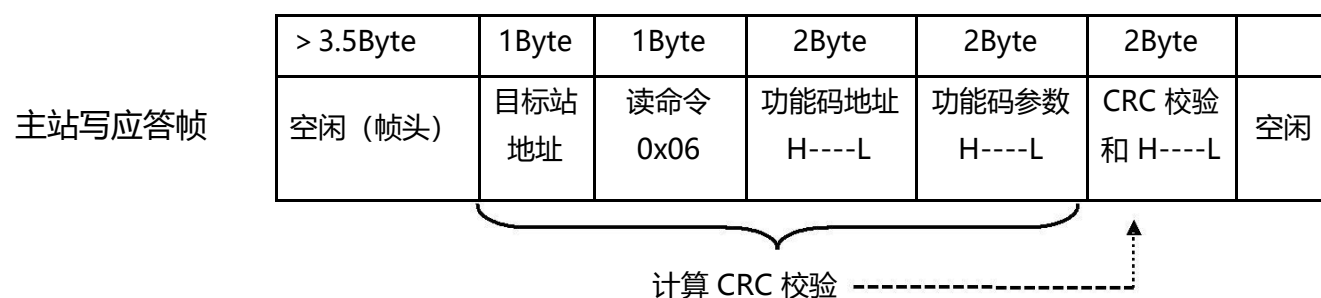 > 3.5Byte 1Byte 1Byte 2Byte 2Byte 2Byte
主站写应答帧
空闲（帧头）
目标站
地址
读命令
0x06
功能码地址
H----L
功能码参数
H----L
CRC 校验
和 H----L
空闲
计算 CRC 校验